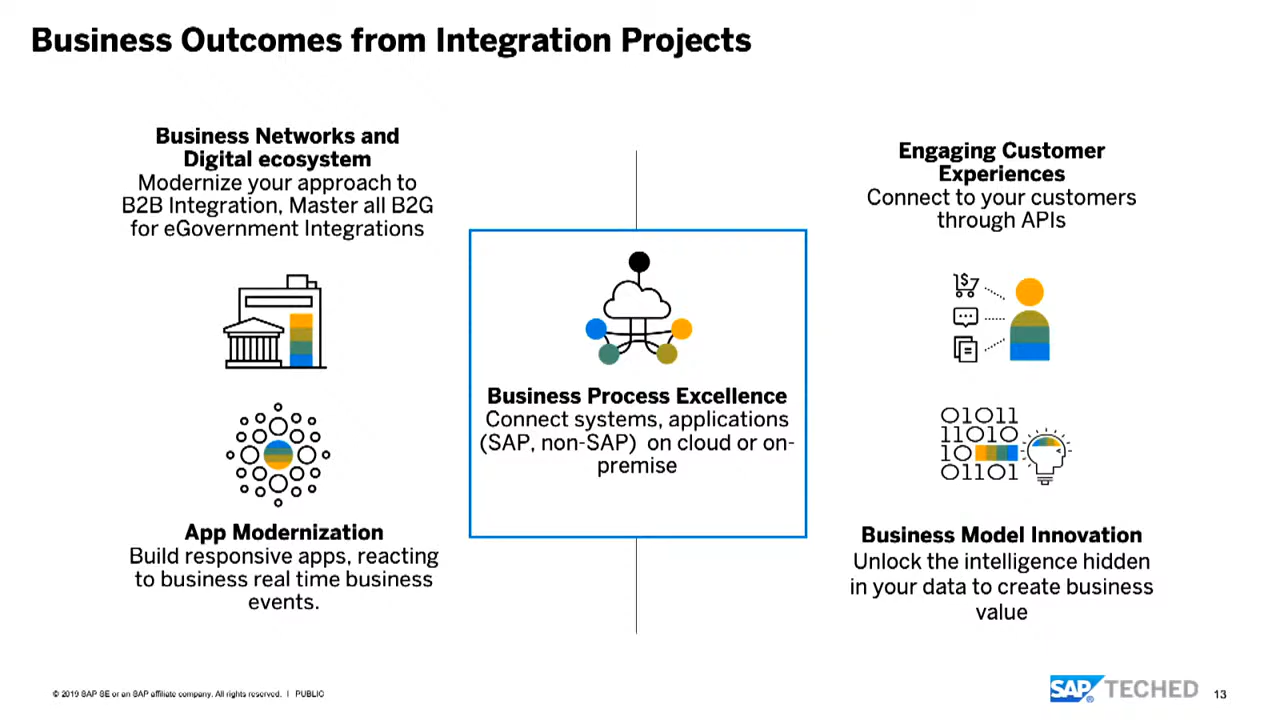 Business Outcomes from Integration Projects
Business Networks and
Digital ecosystem
Modernize your approach to
B2B Integration, Master all B2G
for eGovernment Integrations
App Modernization
Build responsive apps, reacting
to business real time business
events.
Business Process Excellence
Connect systems, applications
(SAP, non-SAP) on cloud or on-
premise
Engaging Customer
Experiences
Connect to your customers
through APIs
$
01011
11010
10
01101
Business Model Innovation
Unlock the intelligence hidden
in your data to create business
value
© 2019 SAP SE or an SAP affiliate company. All rights reserved. | PUBLIC
SAP® TECHED
13